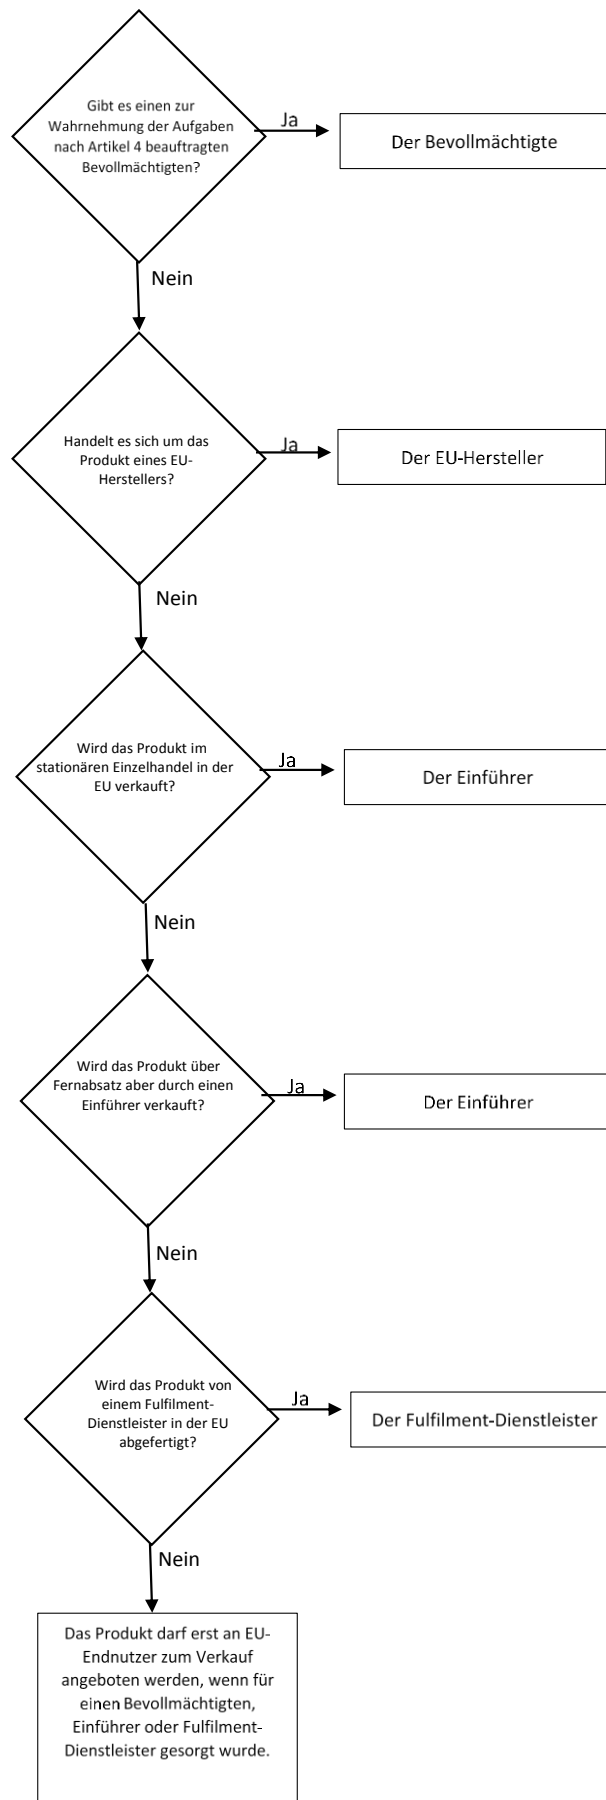 Gibt es einen zur
Wahrnehmung der Aufgaben
nach Artikel 4 beauftragten
Bevollmächtigten?
Ja
Der Bevollmächtigte
Nein
Handelt es sich um das
Produkt eines EU-
Herstellers?
Ja
Der EU-Hersteller
Nein
Wird das Produkt im
stationären Einzelhandel in der
EU verkauft?
Ja
Der Einführer
Nein
Wird das Produkt über
Fernabsatz aber durch einen
Einführer verkauft?
Ja
Der Einführer
Nein
Wird das Produkt von
einem Fulfilment-
Dienstleister in der EU
abgefertigt?
Ja
Der Fulfilment-Dienstleister
Nein
Das Produkt darf erst an EU-
Endnutzer zum Verkauf
angeboten werden, wenn für
einen Bevollmächtigten,
Einführer oder Fulfilment-
Dienstleister gesorgt wurde.